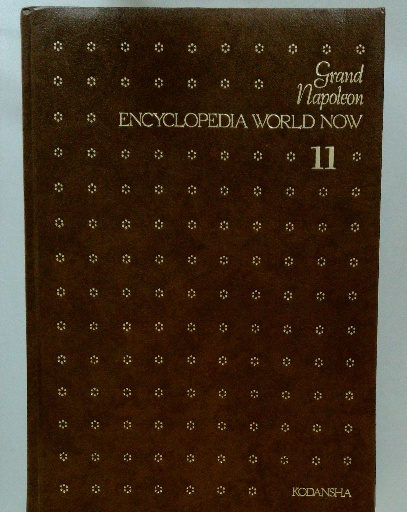 Grand
Napoleon
ENCYCLOPEDIA WORLD NOW
11
KODANSHA